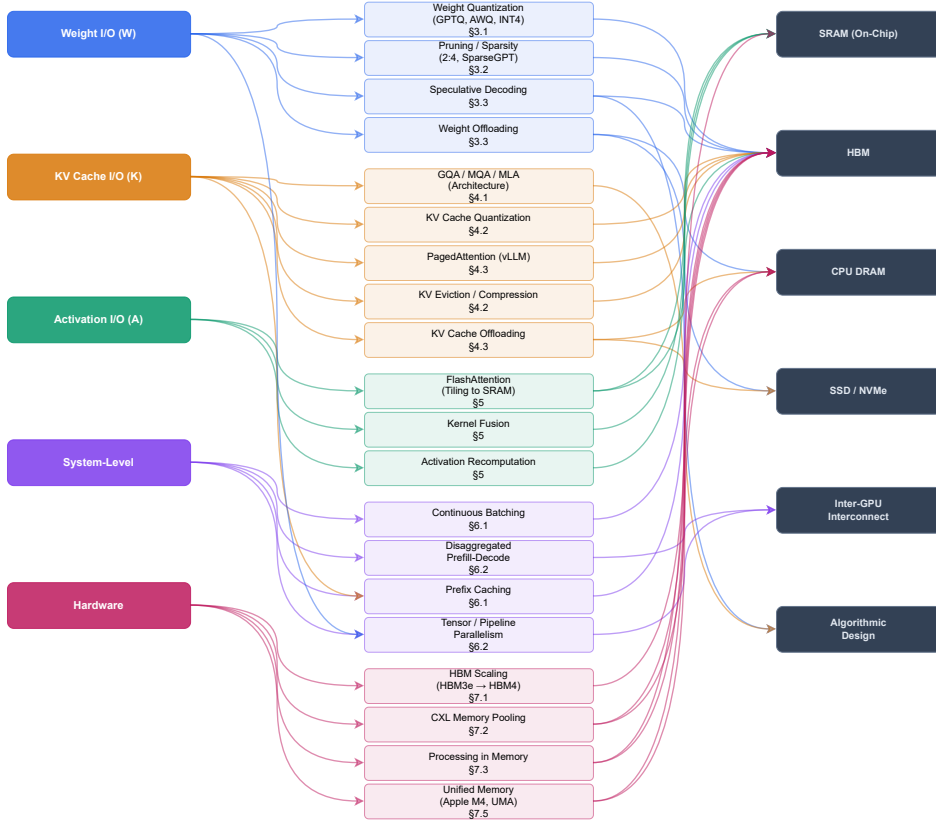 Weight I/O (W)
KV Cache I/O (K)
Activation I/O (A)
System-Level
Hardware
Weight Quantization
(GPTQ, AWQ, INT4)
§3.1
Pruning / Sparsity
(2:4, SparseGPT)
§3.2
Speculative Decoding
§3.3
Weight Offloading
§3.3
GQA / MQA / MLA
(Architecture)
§4.1
KV Cache Quantization
§4.2
PagedAttention (vLLM)
§4.3
KV Eviction / Compression
§4.2
KV Cache Offloading
§4.3
FlashAttention
(Tiling to SRAM)
§5
Kernel Fusion
§5
Activation Recomputation
§5
Continuous Batching
§6.1
Disaggregated
Prefill-Decode
§6.2
Prefix Caching
§6.1
Tensor / Pipeline
Parallelism
§6.2
HBM Scaling
(HBM3e → HBM4)
§7.1
CXL Memory Pooling
§7.2
Processing in Memory
§7.3
Unified Memory
(Apple M4, UMA)
§7.5
SRAM (On-Chip)
HBM
CPU DRAM
SSD / NVMe
Inter-GPU
Interconnect
Algorithmic
Design